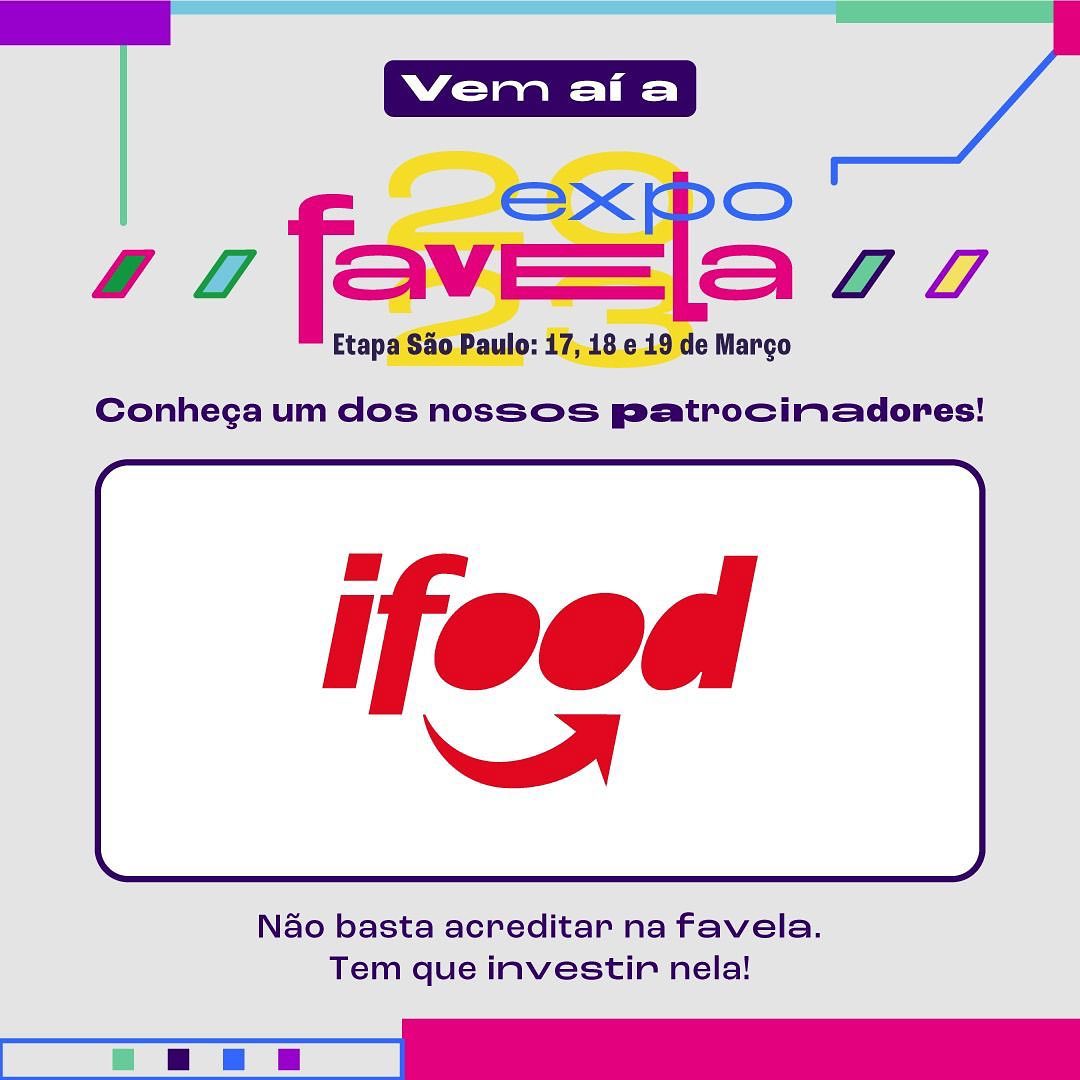 Vem aí a
2023
expo
favela
Etapa São Paulo: 17, 18 e 19 de Março
Conheça um dos nossos patrocinadores!
ifood
Não basta acreditar na favela.
Tem que investir nela!